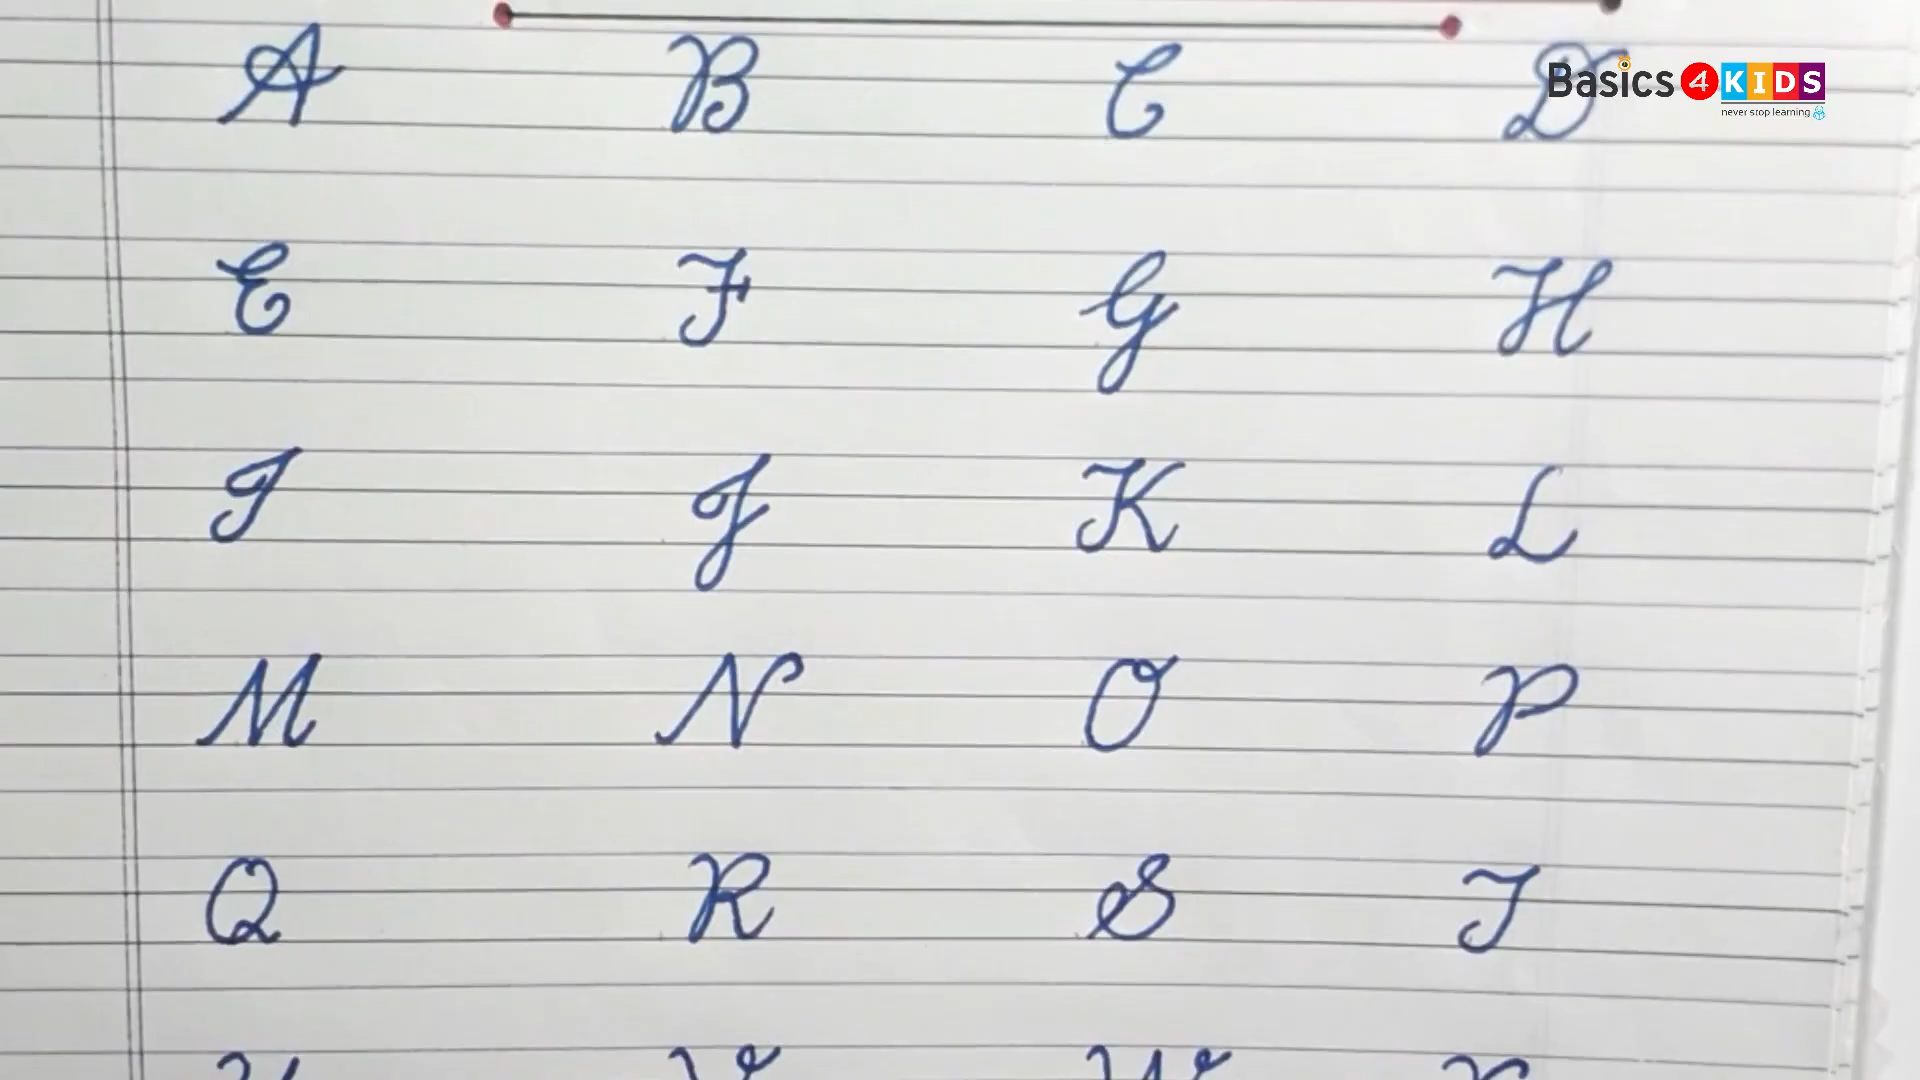 A B C D
Basics 4 KIDS
never stop learning
E F G H
I J K L
M N O P
Q R S T